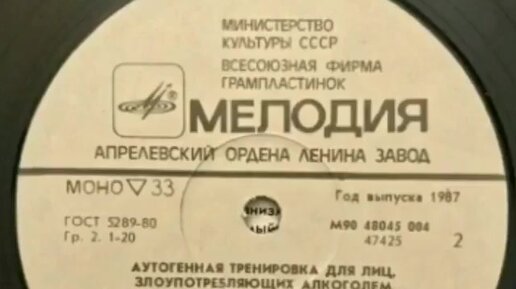 МИНИСТЕРСТВО
КУЛЬТУРЫ СССР
ВСЕСОЮЗНАЯ ФИРМА
ГРАМПЛАСТИНОК
МЕЛОДИЯ
АПРЕЛЕВСКИЙ ОРДЕНА ЛЕНИНА ЗАВОД
МОНО ▽ 33
Год выпуска 1987
ГОСТ 5289-80
Гр. 2. 1-20
М90 48045 004
47425
2
АУТОГЕННАЯ ТРЕНИРОВКА ДЛЯ ЛИЦ,
ЗЛОУПОТРЕБЛЯЮЩИХ АЛКОГОЛЕМ